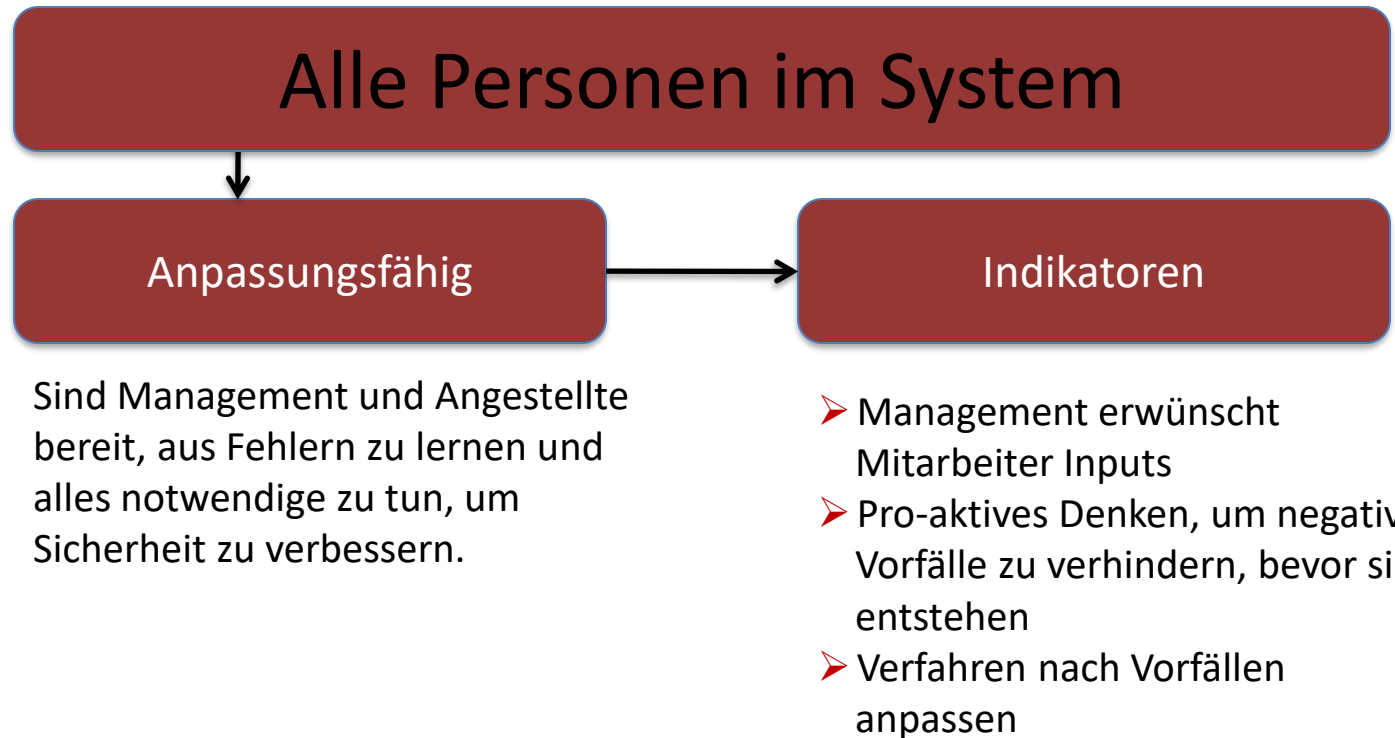 Alle Personen im System
Anpassungsfähig
Indikatoren
Sind Management und Angestellte
bereit, aus Fehlern zu lernen und
alles notwendige zu tun, um
Sicherheit zu verbessern.
Management erwünscht
Mitarbeiter Inputs
Pro-aktives Denken, um negativ
Vorfälle zu verhindern, bevor si
entstehen
Verfahren nach Vorfällen
anpassen